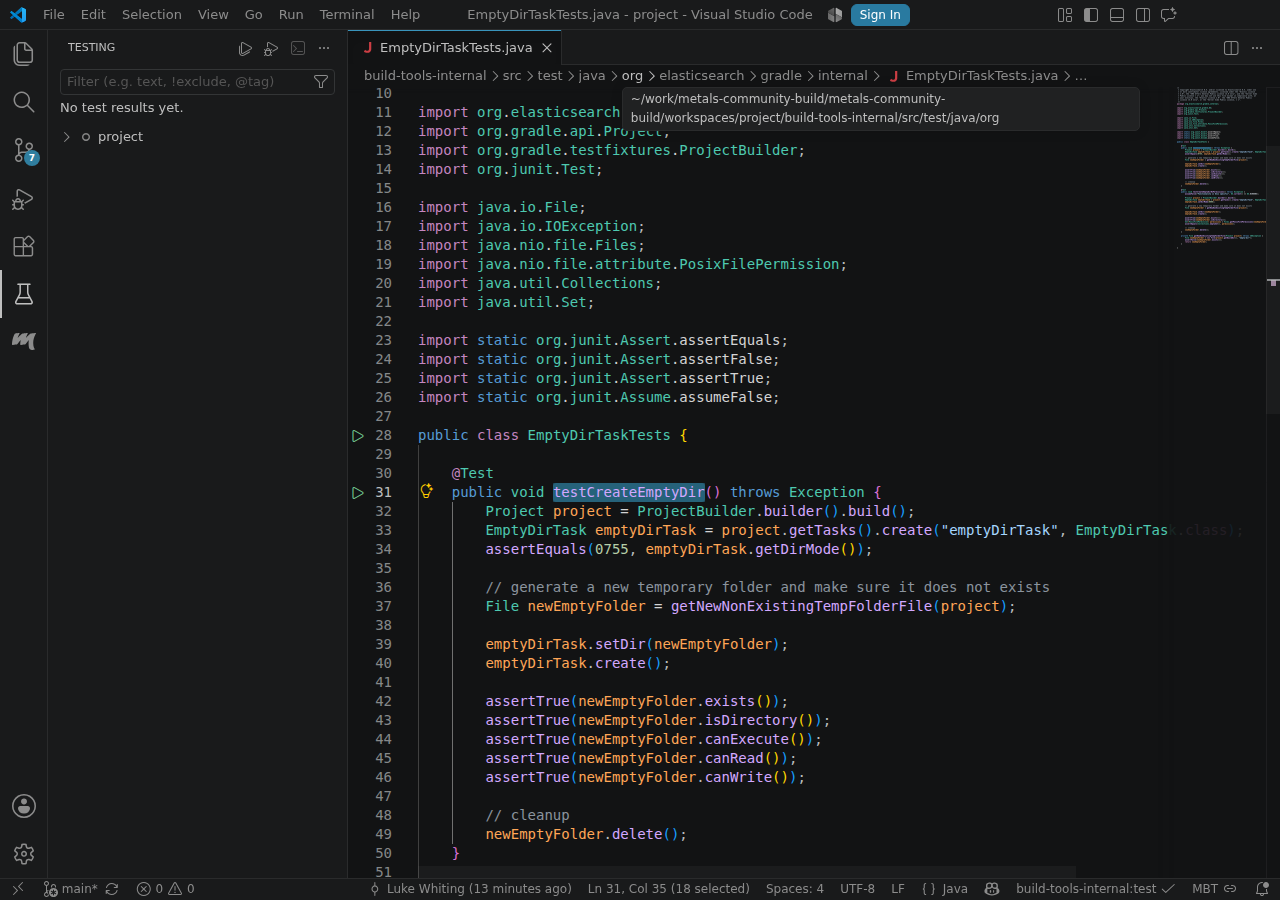 File Edit Selection View Go Run Terminal Help EmptyDirTaskTests.java - project - Visual Studio Code Sign In
TESTING
EmptyDirTaskTests.java
Filter (e.g. text, !exclude, @tag)
No test results yet.
project
7
build-tools-internal > src > test > java > org > elasticsearch > gradle > internal > EmptyDirTaskTests.java > ...
~/work/metals-community-build/metals-community-
build/workspaces/project/build-tools-internal/src/test/java/org
10
11 import org.elasticsearch
12 import org.gradle.api.Project;
13 import org.gradle.testfixtures.ProjectBuilder;
14 import org.junit.Test;
15
16 import java.io.File;
17 import java.io.IOException;
18 import java.nio.file.Files;
19 import java.nio.file.attribute.PosixFilePermission;
20 import java.util.Collections;
21 import java.util.Set;
22
23 import static org.junit.Assert.assertEquals;
24 import static org.junit.Assert.assertFalse;
25 import static org.junit.Assert.assertTrue;
26 import static org.junit.Assume.assumeFalse;
27
28 public class EmptyDirTaskTests {
29
30 @Test
31 public void testCreateEmptyDir() throws Exception {
32 Project project = ProjectBuilder.builder().build();
33 EmptyDirTask emptyDirTask = project.getTasks().create("emptyDirTask", EmptyDirTask.class);
34 assertEquals(0755, emptyDirTask.getDirMode());
35
36 // generate a new temporary folder and make sure it does not exists
37 File newEmptyFolder = getNewNonExistingTempFolderFile(project);
38
39 emptyDirTask.setDir(newEmptyFolder);
40 emptyDirTask.create();
41
42 assertTrue(newEmptyFolder.exists());
43 assertTrue(newEmptyFolder.isDirectory());
44 assertTrue(newEmptyFolder.canExecute());
45 assertTrue(newEmptyFolder.canRead());
46 assertTrue(newEmptyFolder.canWrite());
47
48 // cleanup
49 newEmptyFolder.delete();
50 }
51
main* 0 0 Luke Whiting (13 minutes ago) Ln 31, Col 35 (18 selected) Spaces: 4 UTF-8 LF { } Java build-tools-internal:test MBT